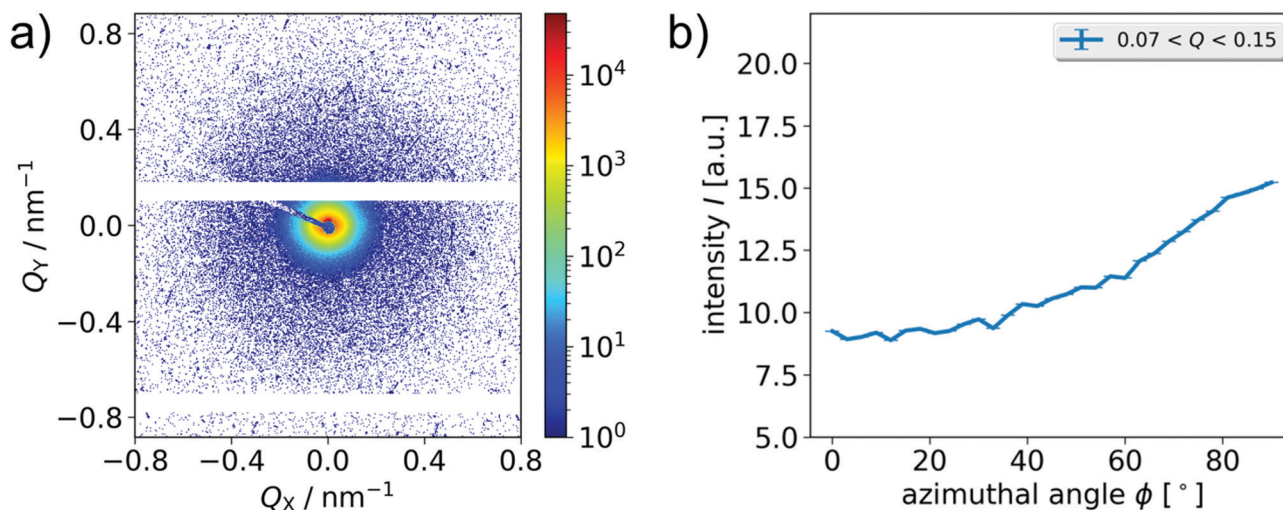 a)
0.8
0.4
0.0
−0.4
−0.8
Q_Y / nm⁻¹
−0.8 −0.4 0.0 0.4 0.8
Q_X / nm⁻¹
10⁴
10³
10²
10¹
10⁰
b)
0.07 < Q < 0.15
20.0
17.5
15.0
12.5
10.0
7.5
5.0
intensity I [a.u.]
0 20 40 60 80
azimuthal angle ϕ [°]